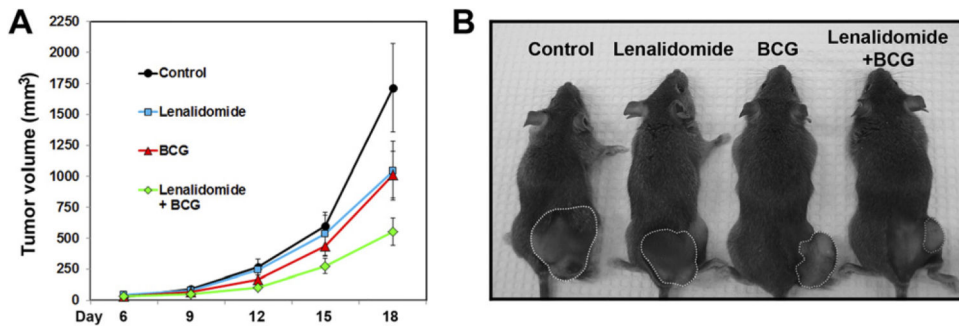 A
Tumor volume (mm³)
2250
2000
1750
1500
1250
1000
750
500
250
0
Control
Lenalidomide
BCG
Lenalidomide
+ BCG
Day 6 9 12 15 18
B
Control Lenalidomide BCG Lenalidomide
+BCG